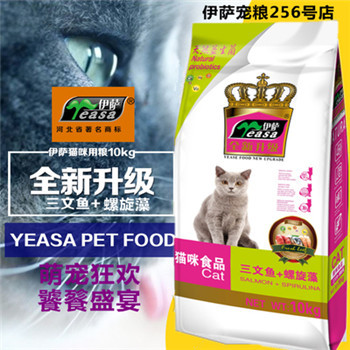 伊萨宠粮256号店
伊萨
Yeasa
河北省著名商标
伊萨猫咪用粮10kg
全新升级
三文鱼+螺旋藻
YEASA PET FOOD
萌宠狂欢
饕餮盛宴
Natural
probiotics
伊萨
Yeasa
全新升级
YEASE FOOD NEW UPGRADE
猫咪食品
Cat
三文鱼+螺旋藻
SALMON + SPIRULINA
NET WT. 10KG